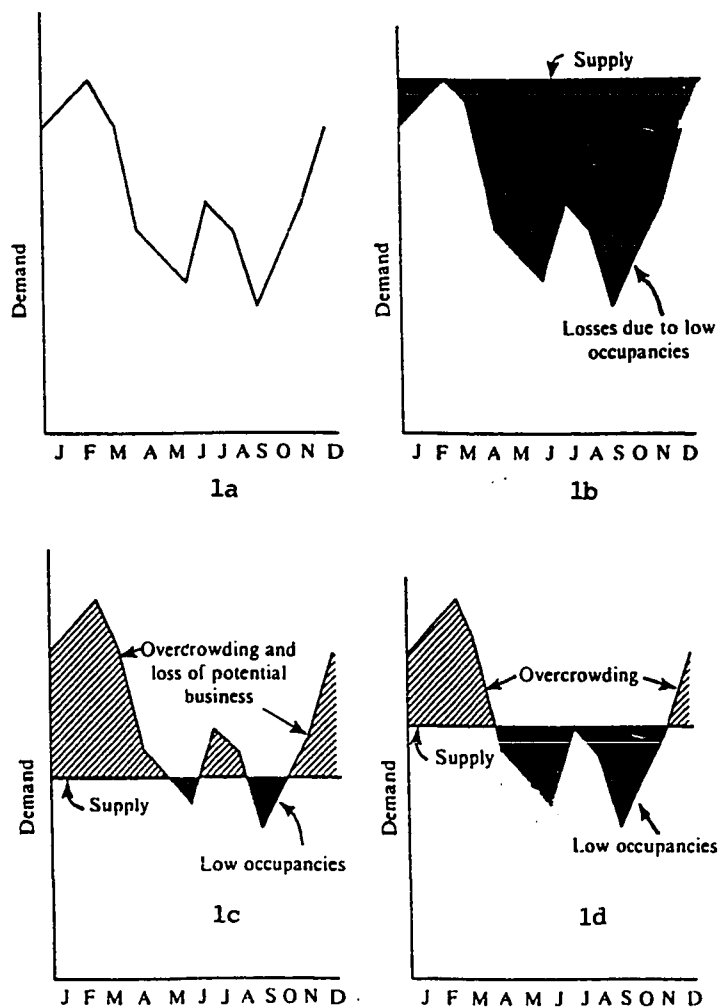 Demand
J F M A M J J A S O N D
1a
Supply
Demand
Losses due to low
occupancies
J F M A M J J A S O N D
1b
Overcrowding and
loss of potential
business
Supply
Demand
Low occupancies
1c
J F M A M J J A S O N D
Overcrowding
Supply
Demand
Low occupancies
1d
J F M A M J J A S O N D